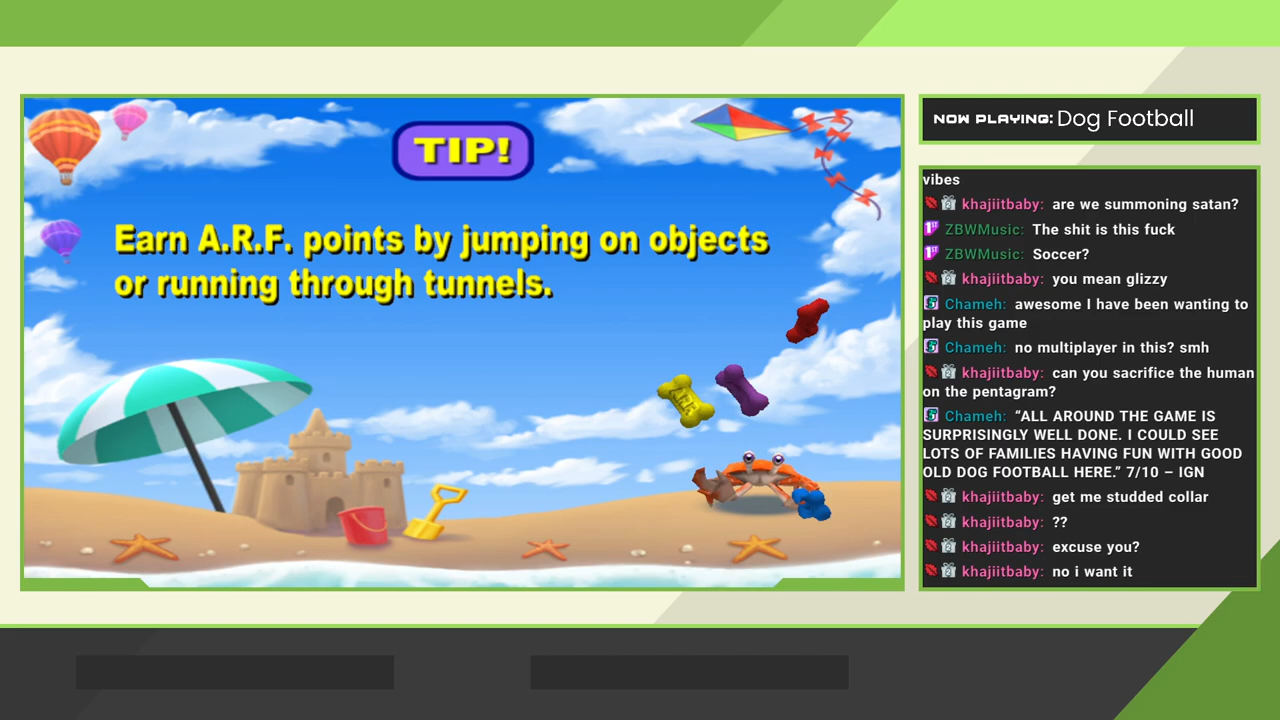 TIP!
Earn A.R.F. points by jumping on objects
or running through tunnels.
NOW PLAYING: Dog Football
vibes
khajiitbaby: are we summoning satan?
ZBWMusic: The shit is this fuck
ZBWMusic: Soccer?
khajiitbaby: you mean glizzy
Chameh: awesome I have been wanting to
play this game
Chameh: no multiplayer in this? smh
khajiitbaby: can you sacrifice the human
on the pentagram?
Chameh: “ALL AROUND THE GAME IS
SURPRISINGLY WELL DONE. I COULD SEE
LOTS OF FAMILIES HAVING FUN WITH GOOD
OLD DOG FOOTBALL HERE.” 7/10 – IGN
khajiitbaby: get me studded collar
khajiitbaby: ??
khajiitbaby: excuse you?
khajiitbaby: no i want it